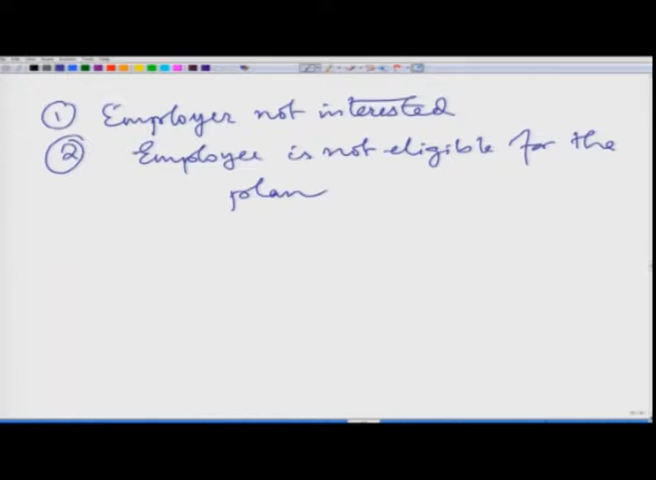 ① Employer not interested
② Employee is not eligible for the
plan